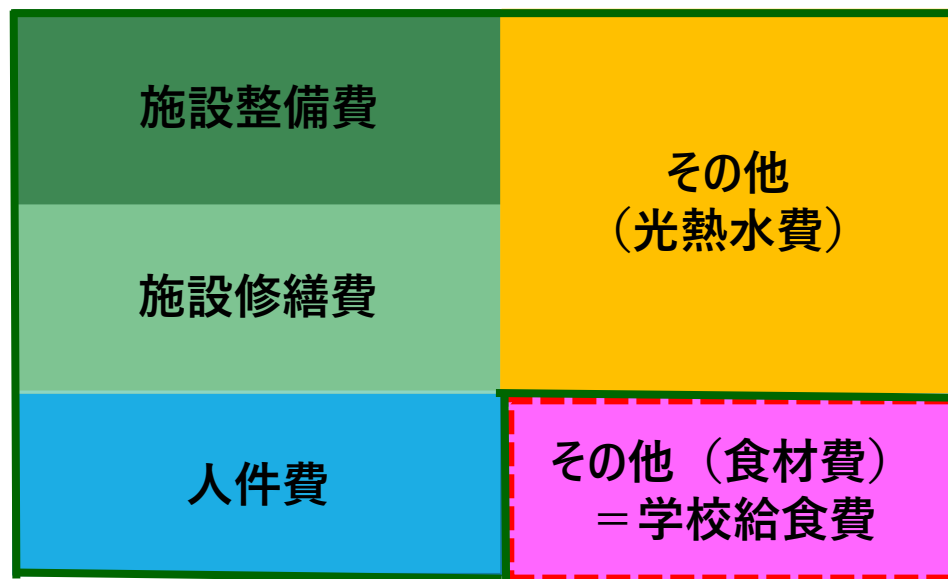 施設整備費
施設修繕費
人件費
その他
（光熱水費）
その他（食材費）
＝学校給食費